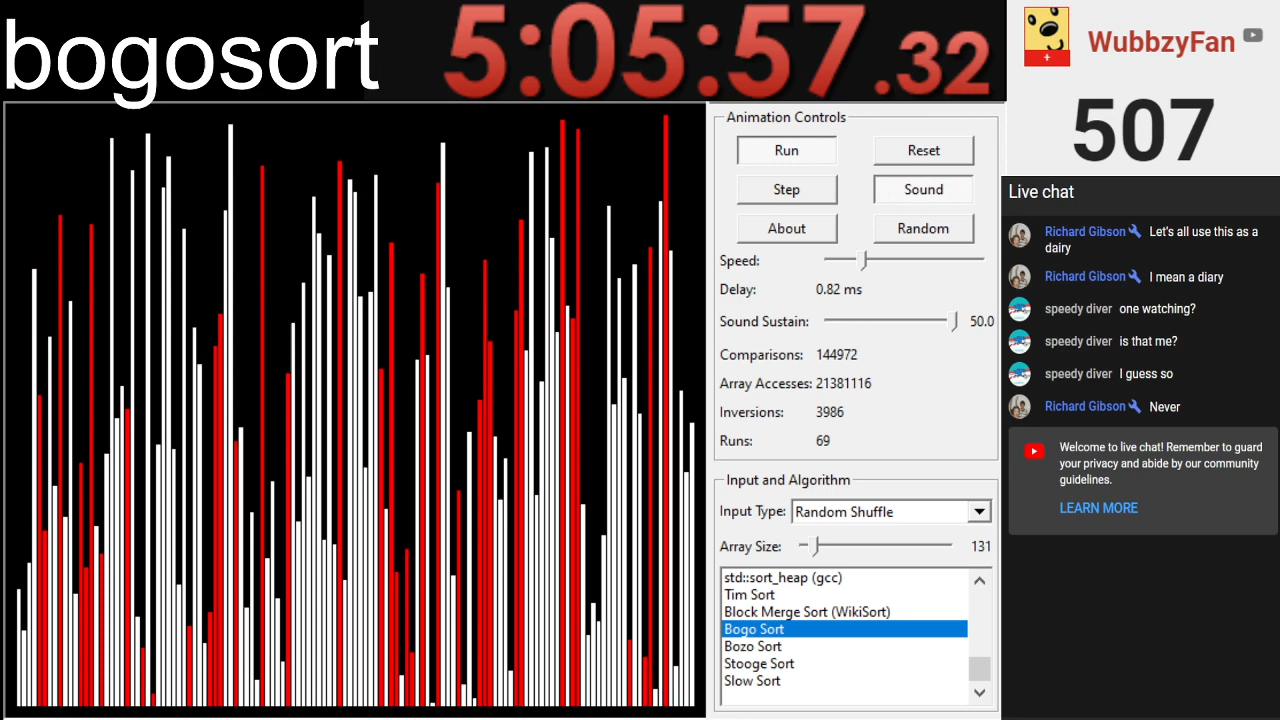 bogosort
5:05:57.32
WubbzyFan
507
Animation Controls
Run Reset
Step Sound
About Random
Speed:
Delay: 0.82 ms
Sound Sustain: 50.0
Comparisons: 144972
Array Accesses: 21381116
Inversions: 3986
Runs: 69
Input and Algorithm
Input Type: Random Shuffle
Array Size: 131
std::sort_heap (gcc)
Tim Sort
Block Merge Sort (WikiSort)
Bogo Sort
Bozo Sort
Stooge Sort
Slow Sort
Live chat
Richard Gibson Let's all use this as a
dairy
Richard Gibson I mean a diary
speedy diver one watching?
speedy diver is that me?
speedy diver I guess so
Richard Gibson Never
Welcome to live chat! Remember to guard
your privacy and abide by our community
guidelines.
LEARN MORE